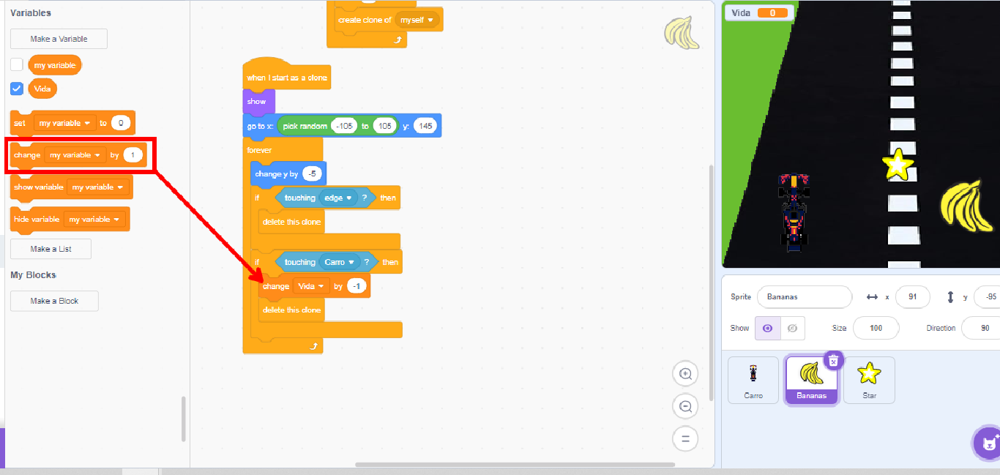 Variables
Make a Variable
my variable
Vida
set my variable to 0
change my variable by 1
show variable my variable
hide variable my variable
Make a List
My Blocks
Make a Block
create clone of myself
when I start as a clone
show
go to x: pick random -105 to 105 y: 145
forever
change y by -5
if touching edge ? then
delete this clone
if touching Carro ? then
change Vida by -1
delete this clone
Vida 0
Sprite Bananas x 91 y -95
Show Size 100 Direction 90
Carro
Bananas
Star